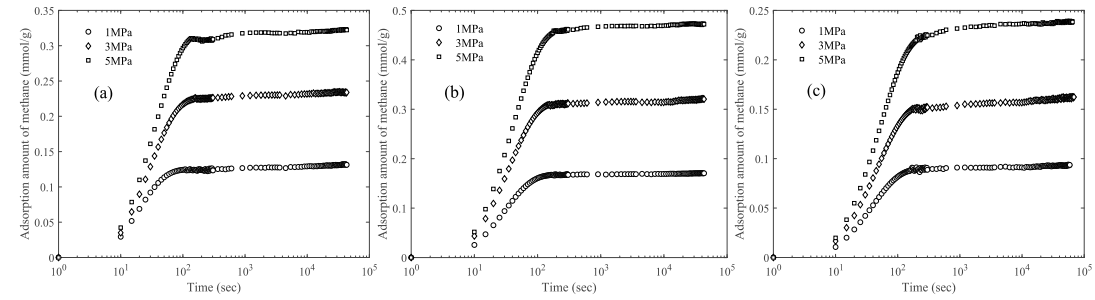 Adsorption amount of methane (mmol/g)
0.35
0.3
0.25
0.2
0.15
0.1
0.05
0
1MPa
3MPa
5MPa
(a)
10^0 10^1 10^2 10^3 10^4 10^5
Time (sec)
Adsorption amount of methane (mmol/g)
0.5
0.4
0.3
0.2
0.1
0
1MPa
3MPa
5MPa
(b)
10^0 10^1 10^2 10^3 10^4 10^5
Time (sec)
Adsorption amount of methane (mmol/g)
0.25
0.2
0.15
0.1
0.05
0
1MPa
3MPa
5MPa
(c)
10^0 10^1 10^2 10^3 10^4 10^5
Time (sec)